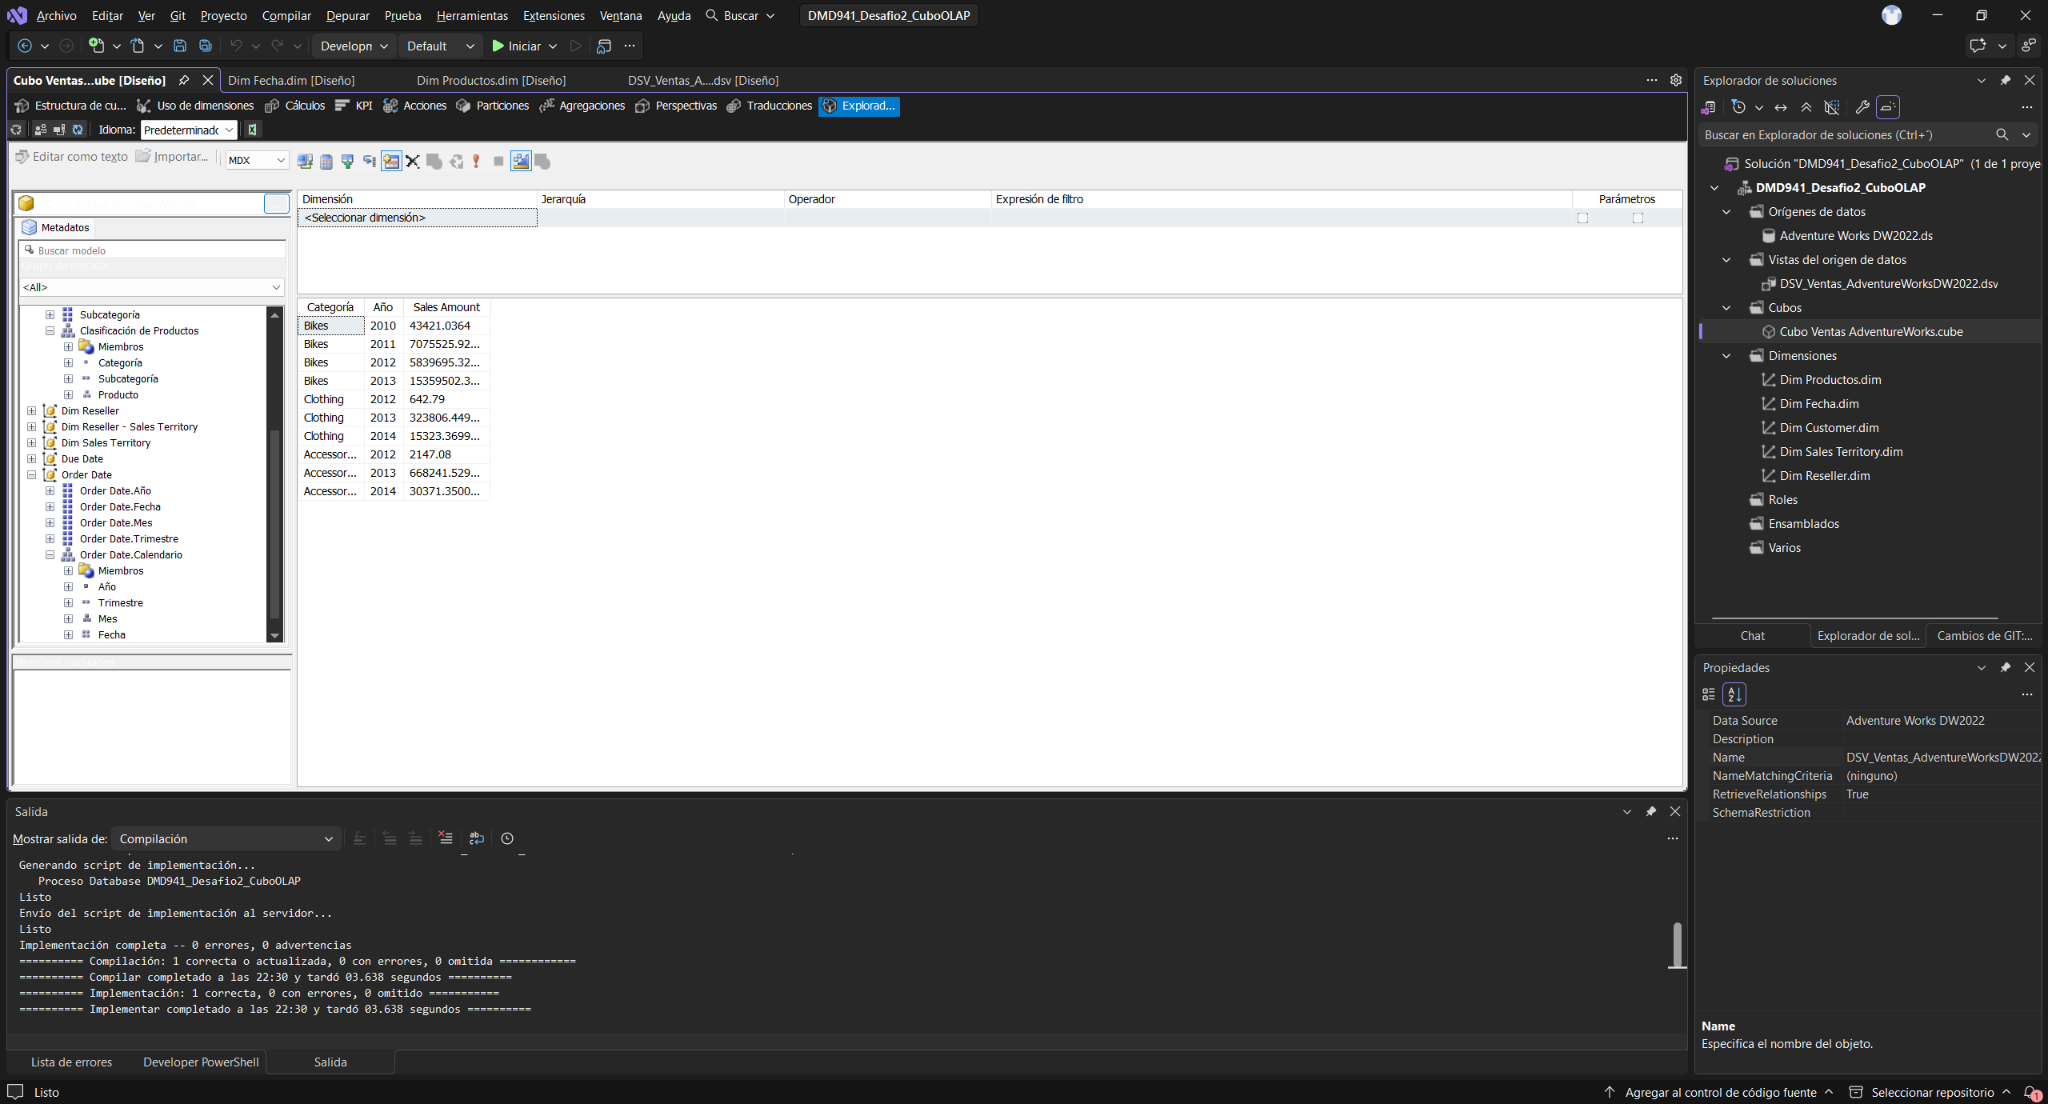 Archivo Editar Ver Git Proyecto Compilar Depurar Prueba Herramientas Extensiones Ventana Ayuda Buscar DMD941_Desafio2_CuboOLAP
Developn Default Iniciar
Cubo Ventas...ube [Diseño] Dim Fecha.dim [Diseño] Dim Productos.dim [Diseño] DSV_Ventas_A....dsv [Diseño]
Estructura de cu... Uso de dimensiones Cálculos KPI Acciones Particiones Agregaciones Perspectivas Traducciones Explorad...
Idioma: Predeterminado
Editar como texto Importar... MDX
Dimensión Jerarquía Operador Expresión de filtro Parámetros
<Seleccionar dimensión>
Metadatos
Buscar modelo
<All>
Subcategoría
Clasificación de Productos
Miembros
Categoría
Subcategoría
Producto
Dim Reseller
Dim Reseller - Sales Territory
Dim Sales Territory
Due Date
Order Date
Order Date.Año
Order Date.Fecha
Order Date.Mes
Order Date.Trimestre
Order Date.Calendario
Miembros
Año
Trimestre
Mes
Fecha
Categoría Año Sales Amount
Bikes 2010 43421.0364
Bikes 2011 7075525.92...
Bikes 2012 5839695.32...
Bikes 2013 15359502.3...
Clothing 2012 642.79
Clothing 2013 323806.449...
Clothing 2014 15323.3699...
Accessor... 2012 2147.08
Accessor... 2013 668241.529...
Accessor... 2014 30371.3500...
Salida
Mostrar salida de: Compilación
Generando script de implementación...
Proceso Database DMD941_Desafio2_CuboOLAP
Listo
Envío del script de implementación al servidor...
Listo
Implementación completa -- 0 errores, 0 advertencias
========== Compilación: 1 correcta o actualizada, 0 con errores, 0 omitida ============
========== Compilar completado a las 22:30 y tardó 03.638 segundos ==========
========== Implementación: 1 correcta, 0 con errores, 0 omitido ===========
========== Implementar completado a las 22:30 y tardó 03.638 segundos ==========
Lista de errores Developer PowerShell Salida
Listo
Explorador de soluciones
Buscar en Explorador de soluciones (Ctrl+´)
Solución "DMD941_Desafio2_CuboOLAP" (1 de 1 proye
DMD941_Desafio2_CuboOLAP
Orígenes de datos
Adventure Works DW2022.ds
Vistas del origen de datos
DSV_Ventas_AdventureWorksDW2022.dsv
Cubos
Cubo Ventas AdventureWorks.cube
Dimensiones
Dim Productos.dim
Dim Fecha.dim
Dim Customer.dim
Dim Sales Territory.dim
Dim Reseller.dim
Roles
Ensamblados
Varios
Chat Explorador de sol... Cambios de GIT:...
Propiedades
Data Source Adventure Works DW2022
Description
Name DSV_Ventas_AdventureWorksDW2022
NameMatchingCriteria (ninguno)
RetrieveRelationships True
SchemaRestriction
Name
Especifica el nombre del objeto.
Agregar al control de código fuente Seleccionar repositorio 1